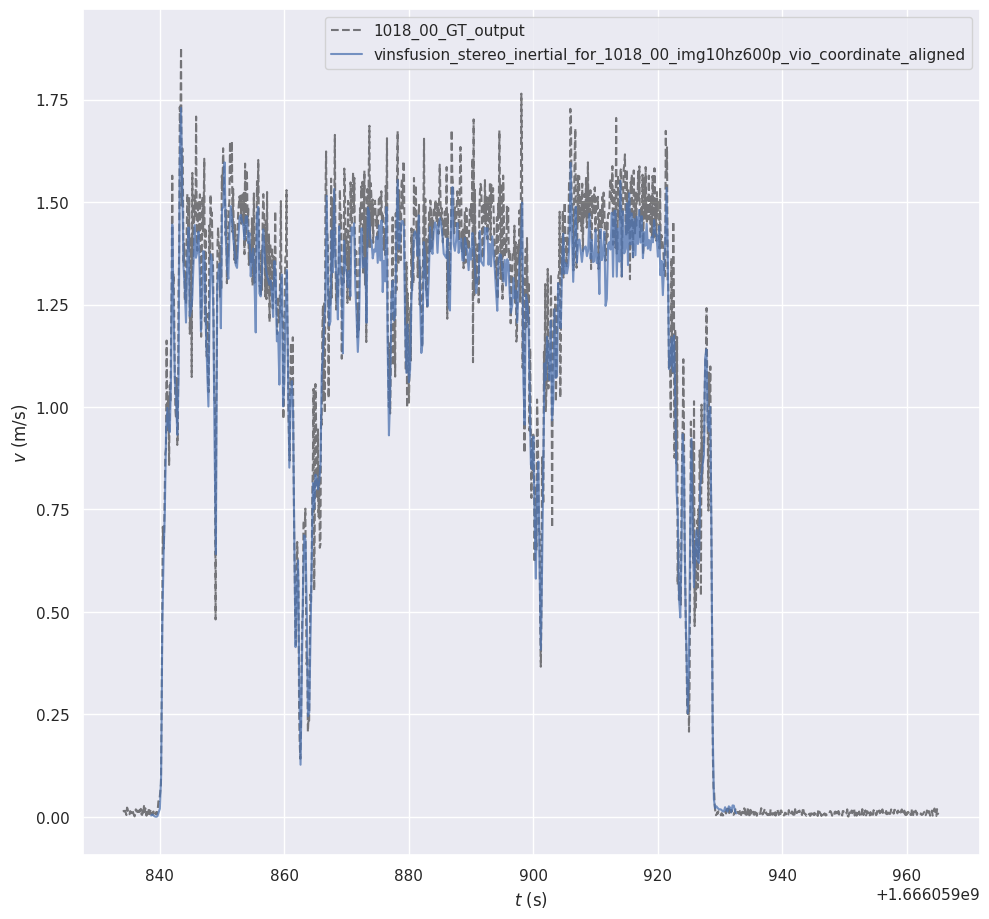 1018_00_GT_output
vinsfusion_stereo_inertial_for_1018_00_img10hz600p_vio_coordinate_aligned
1.75
1.50
1.25
1.00
0.75
0.50
0.25
0.00
v (m/s)
840 860 880 900 920 940 960
+1.666059e9
t (s)